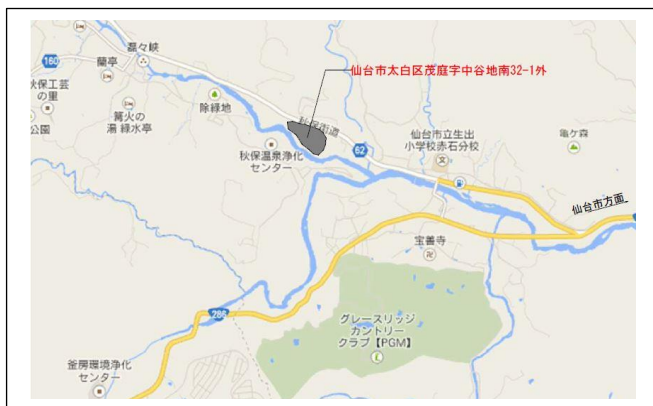 磊々峡
160
蘭亭
秋保工芸
の里
公園
篝火の
湯 緑水亭
除緑地
仙台市太白区茂庭字中谷地南32-1外
秋保街道
62
秋保温泉浄化
センター
仙台市立生出
小学校赤石分校
亀ケ森
仙台市方面
宝善寺
286
グレースリッジ
カントリー
クラブ【PGM】
釜房環境浄化
センター